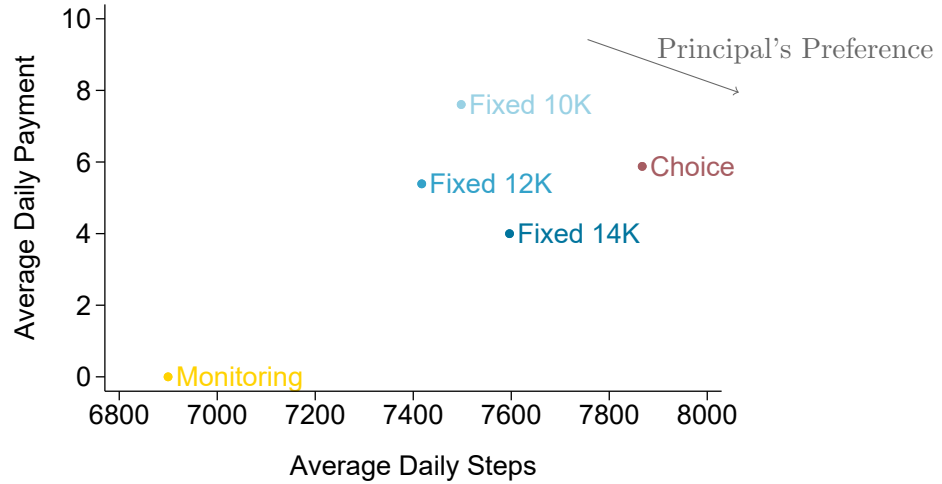 10
Principal's Preference
8
Fixed 10K
6
Choice
Fixed 12K
4
Fixed 14K
2
0
Monitoring
Average Daily Payment
6800 7000 7200 7400 7600 7800 8000
Average Daily Steps